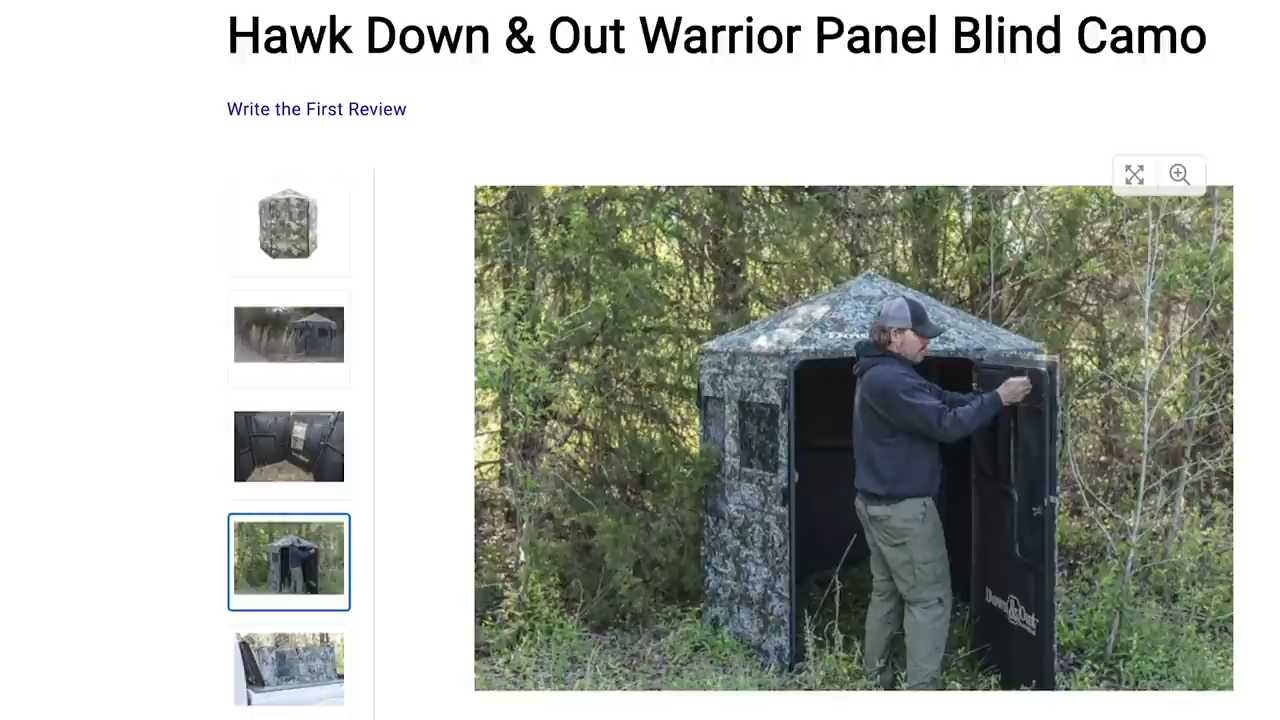 Hawk Down & Out Warrior Panel Blind Camo
Write the First Review
Down&Out